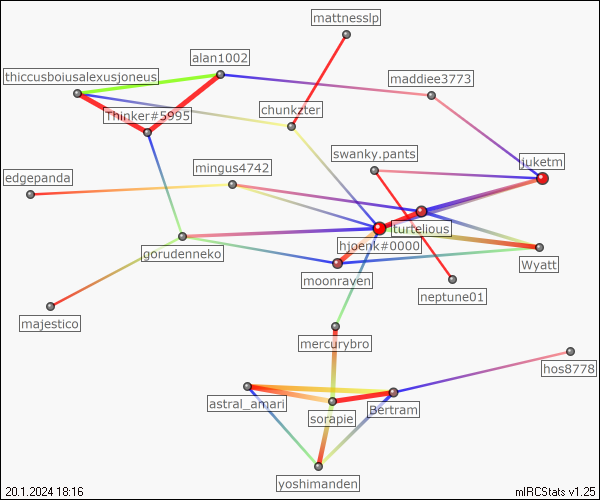 mattnesslp
alan1002
thiccusboiusalexusjoneus
maddiee3773
chunkzter
Thinker#5995
swanky.pants
juketm
mingus4742
edgepanda
turtelious
hjoenk#0000
gorudenneko
Wyatt
moonraven
neptune01
majestico
mercurybro
hos8778
astral_amari
Bertram
sorapie
yoshimanden
20.1.2024 18:16
mIRCStats v1.25